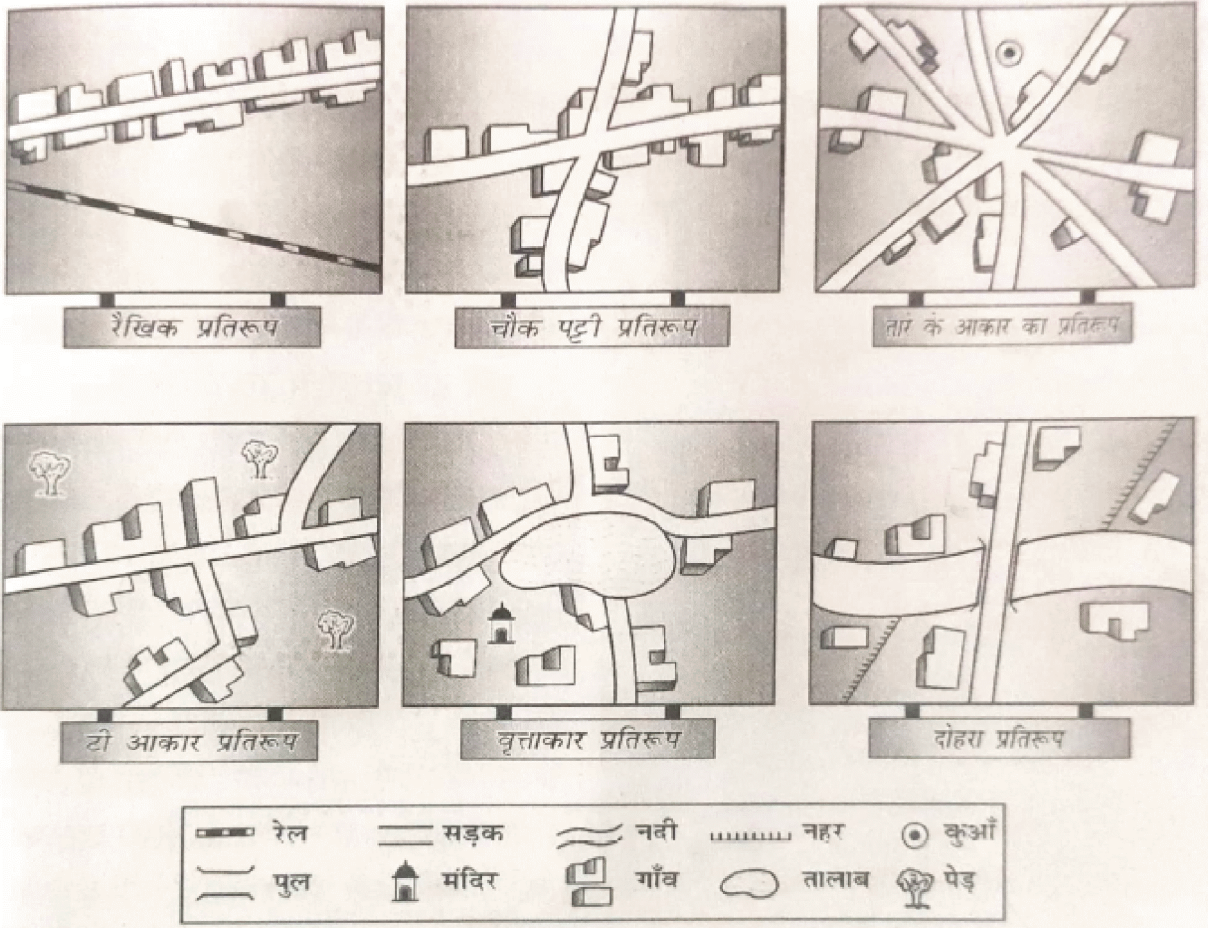 रैखिक प्रतिरूप
चौक पट्टी प्रतिरूप
तारे के आकार का प्रतिरूप
टी आकार प्रतिरूप
वृत्ताकार प्रतिरूप
दोहरा प्रतिरूप
रेल सड़क नदी नहर कुआँ
पुल मंदिर गाँव तालाब पेड़